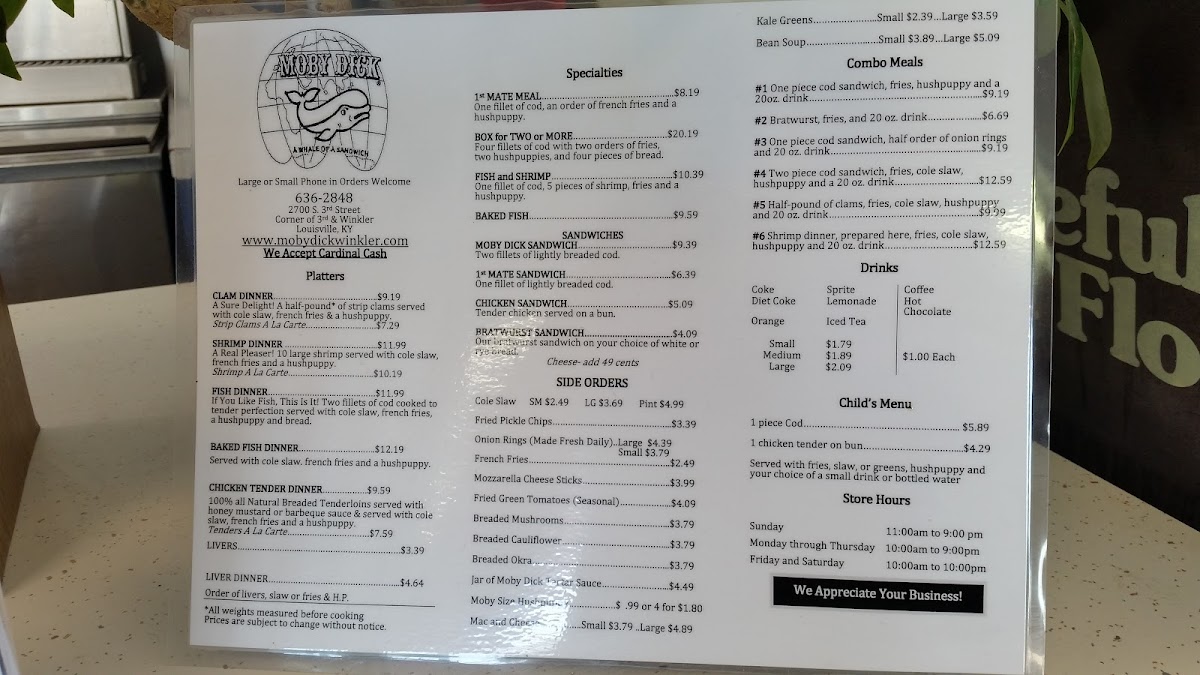 MOBY DICK
A WHALE OF A SANDWICH
Large or Small Phone in Orders Welcome
636-2848
2700 S. 3rd Street
Corner of 3rd & Winkler
Louisville, KY
www.mobydickwinkler.com
We Accept Cardinal Cash
Platters
CLAM DINNER..............................$9.19
A Sure Delight! A half-pound* of strip clams served
with cole slaw, french fries & a hushpuppy.
Strip Clams A La Carte....................$7.29
SHRIMP DINNER...........................$11.99
A Real Pleaser! 10 large shrimp served with cole slaw,
french fries and a hushpuppy.
Shrimp A La Carte.........................$10.19
FISH DINNER..............................$11.99
If You Like Fish, This Is It! Two fillets of cod cooked to
tender perfection served with cole slaw, french fries,
a hushpuppy and bread.
BAKED FISH DINNER.......................$12.19
Served with cole slaw, french fries and a hushpuppy.
CHICKEN TENDER DINNER............$9.59
100% all Natural Breaded Tenderloins served with
honey mustard or barbeque sauce & served with cole
slaw, french fries and a hushpuppy.
Tenders A La Carte.......................$7.59
LIVERS........................................$3.39
LIVER DINNER.................................$4.64
Order of livers, slaw or fries & H.P.
*All weights measured before cooking
Prices are subject to change without notice.
Specialties
1st MATE MEAL..................................$8.19
One fillet of cod, an order of french fries and a
hushpuppy.
BOX for TWO or MORE........................$20.19
Four fillets of cod with two orders of fries,
two hushpuppies, and four pieces of bread.
FISH and SHRIMP..............................$10.39
One fillet of cod, 5 pieces of shrimp, fries and a
hushpuppy.
BAKED FISH....................................$9.59
SANDWICHES
MOBY DICK SANDWICH........................$9.39
Two fillets of lightly breaded cod.
1st MATE SANDWICH...........................$6.39
One fillet of lightly breaded cod.
CHICKEN SANDWICH............................$5.09
Tender chicken served on a bun.
BRATWURST SANDWICH.......................$4.09
Our bratwurst sandwich on your choice of white or
rye bread.
Cheese- add 49 cents
SIDE ORDERS
Cole Slaw SM $2.49 LG $3.69 Pint $4.99
Fried Pickle Chips...............................$3.39
Onion Rings (Made Fresh Daily)..Large $4.39
Small $3.79
French Fries.....................................$2.49
Mozzarella Cheese Sticks......................$3.99
Fried Green Tomatoes (Seasonal)............$4.09
Breaded Mushrooms............................$3.79
Breaded Cauliflower............................$3.79
Breaded Okra....................................$3.79
Jar of Moby Dick Tarter Sauce................$4.49
Moby Size Hushpuppy............$ .99 or 4 for $1.80
Mac and Cheese..........Small $3.79 ..Large $4.89
Kale Greens......................Small $2.39...Large $3.59
Bean Soup........................Small $3.89...Large $5.09
Combo Meals
#1 One piece cod sandwich, fries, hushpuppy and a
20oz. drink......................................$9.19
#2 Bratwurst, fries, and 20 oz. drink................$6.69
#3 One piece cod sandwich, half order of onion rings
and 20 oz. drink....................................$9.19
#4 Two piece cod sandwich, fries, cole slaw,
hushpuppy and a 20 oz. drink.....................$12.59
#5 Half-pound of clams, fries, cole slaw, hushpuppy
and 20 oz. drink....................................$9.99
#6 Shrimp dinner, prepared here, fries, cole slaw,
hushpuppy and 20 oz. drink.......................$12.59
Drinks
Coke Sprite Coffee
Diet Coke Lemonade Hot
Chocolate
Orange Iced Tea
Small $1.79
Medium $1.89 $1.00 Each
Large $2.09
Child's Menu
1 piece Cod.........................................$5.89
1 chicken tender on bun...........................$4.29
Served with fries, slaw, or greens, hushpuppy and
your choice of a small drink or bottled water
Store Hours
Sunday 11:00am to 9:00 pm
Monday through Thursday 10:00am to 9:00pm
Friday and Saturday 10:00am to 10:00pm
We Appreciate Your Business!
eful
Flo